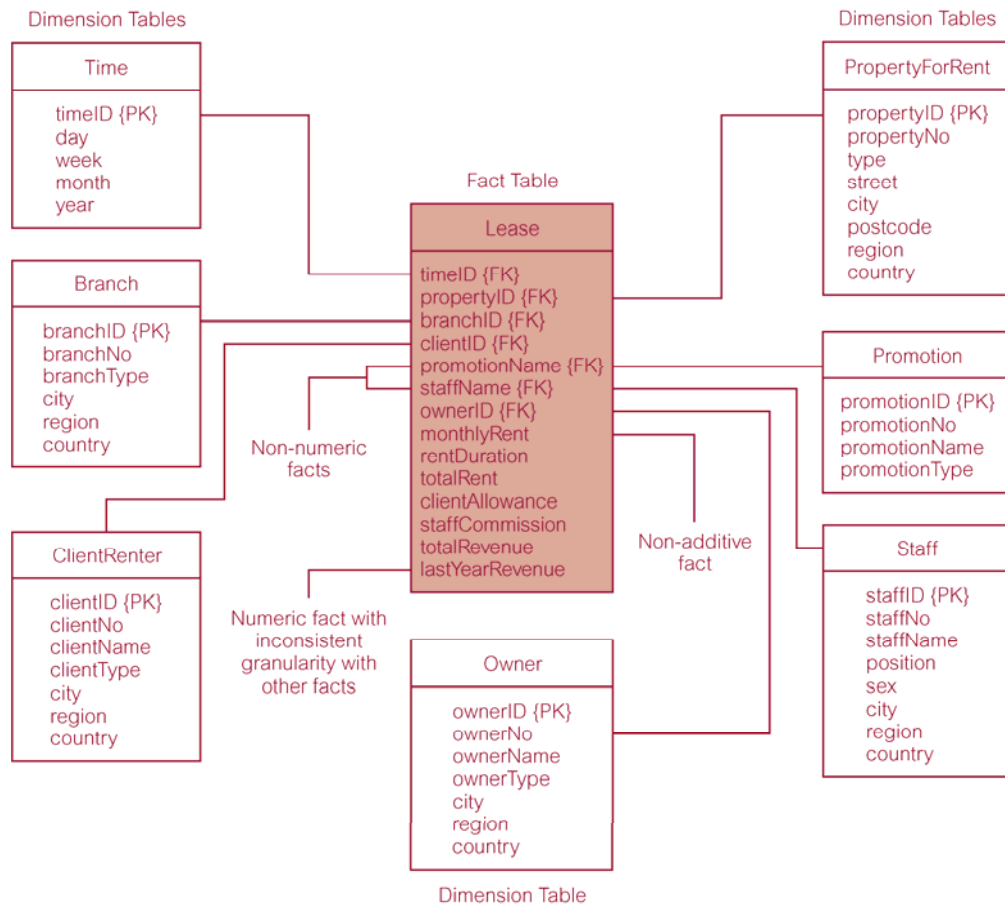 Dimension Tables
Time
timeID {PK}
day
week
month
year
Branch
branchID {PK}
branchNo
branchType
city
region
country
ClientRenter
clientID {PK}
clientNo
clientName
clientType
city
region
country
Fact Table
Lease
timeID {FK}
propertyID {FK}
branchID {FK}
clientID {FK}
promotionName {FK}
staffName {FK}
ownerID {FK}
monthlyRent
rentDuration
totalRent
clientAllowance
staffCommission
totalRevenue
lastYearRevenue
Non-numeric
facts
Numeric fact with
inconsistent
granularity with
other facts
Non-additive
fact
Owner
ownerID {PK}
ownerNo
ownerName
ownerType
city
region
country
Dimension Table
Dimension Tables
PropertyForRent
propertyID {PK}
propertyNo
type
street
city
postcode
region
country
Promotion
promotionID {PK}
promotionNo
promotionName
promotionType
Staff
staffID {PK}
staffNo
staffName
position
sex
city
region
country